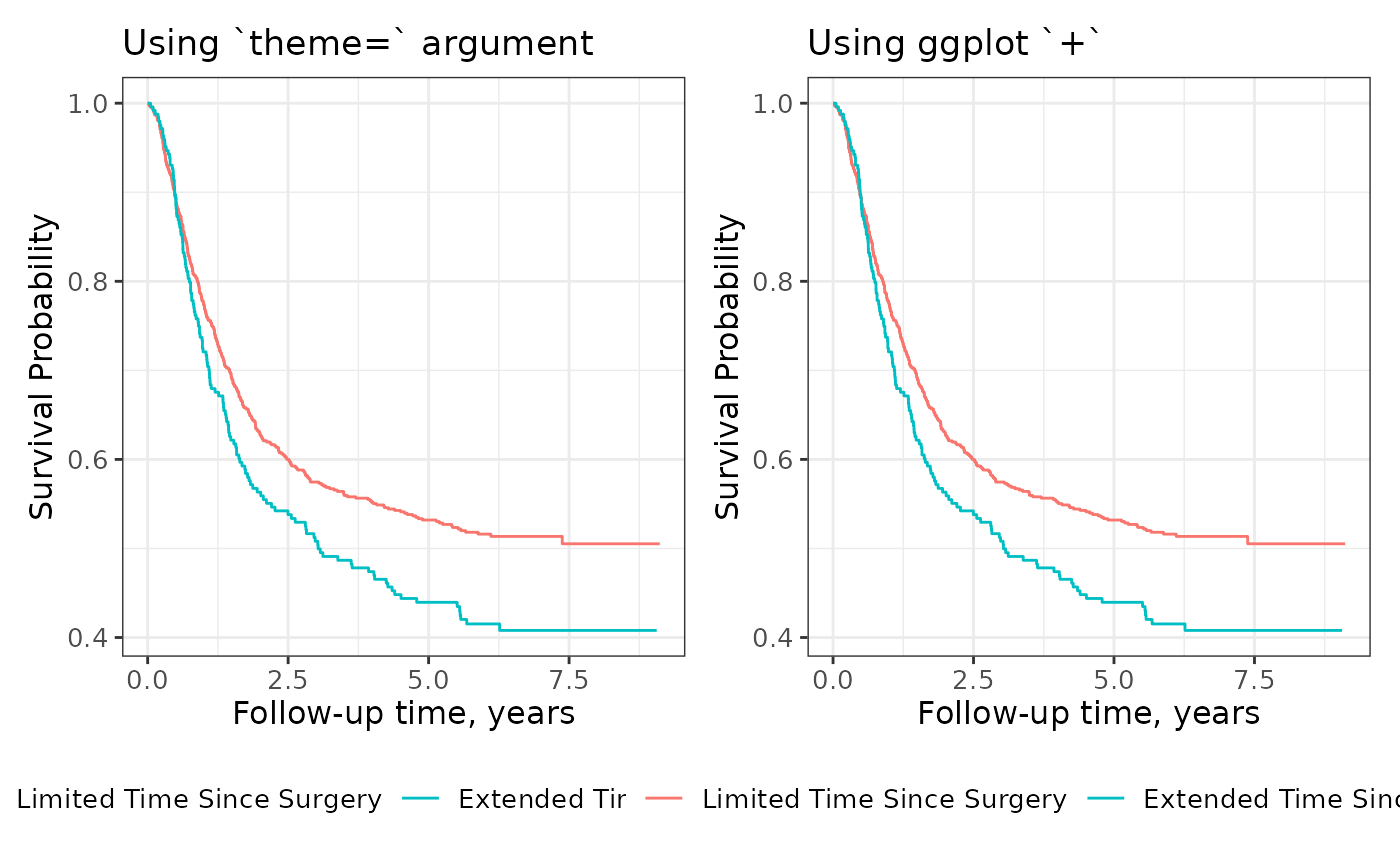 Using `theme=` argument
Using ggplot `+`
Survival Probability
1.0
0.8
0.6
0.4
0.0 2.5 5.0 7.5
Follow-up time, years
Survival Probability
1.0
0.8
0.6
0.4
0.0 2.5 5.0 7.5
Follow-up time, years
Limited Time Since Surgery Extended Tir Limited Time Since Surgery Extended Time Sinc